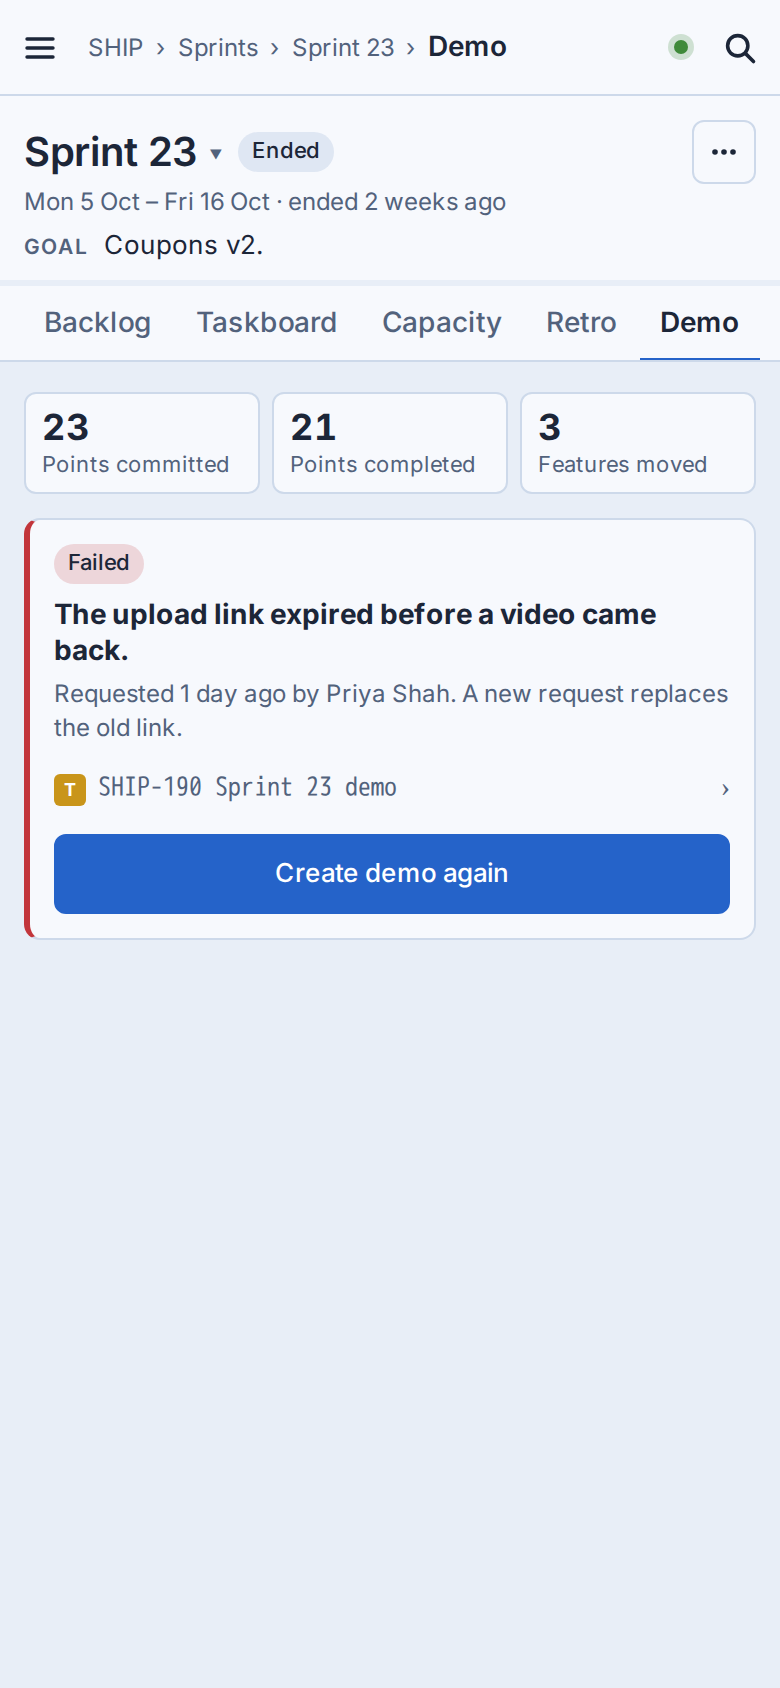 SHIP › Sprints › Sprint 23 › Demo
Sprint 23 ▾ Ended
Mon 5 Oct – Fri 16 Oct · ended 2 weeks ago
GOAL Coupons v2.
Backlog Taskboard Capacity Retro Demo
23 21 3
Points committed Points completed Features moved
Failed
The upload link expired before a video came
back.
Requested 1 day ago by Priya Shah. A new request replaces
the old link.
T SHIP-190 Sprint 23 demo ›
Create demo again